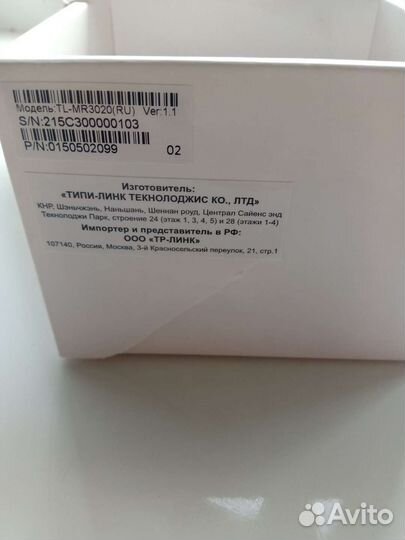 Модель:TL-MR3020(RU) Ver:1.1
S/N:215C300000103
P/N:0150502099 02
Изготовитель:
«ТИПИ-ЛИНК ТЕКНОЛОДЖИС КО., ЛТД»
КНР, Шэньчжэнь, Наньшань, Шеннан роуд, Централ Сайенс энд
Текнолоджи Парк, строение 24 (этаж 1, 3, 4, 5) и 28 (этажи 1-4)
Импортер и представитель в РФ:
ООО «ТР-ЛИНК»
107140, Россия, Москва, 3-й Красносельский переулок, 21, стр.1
Avito